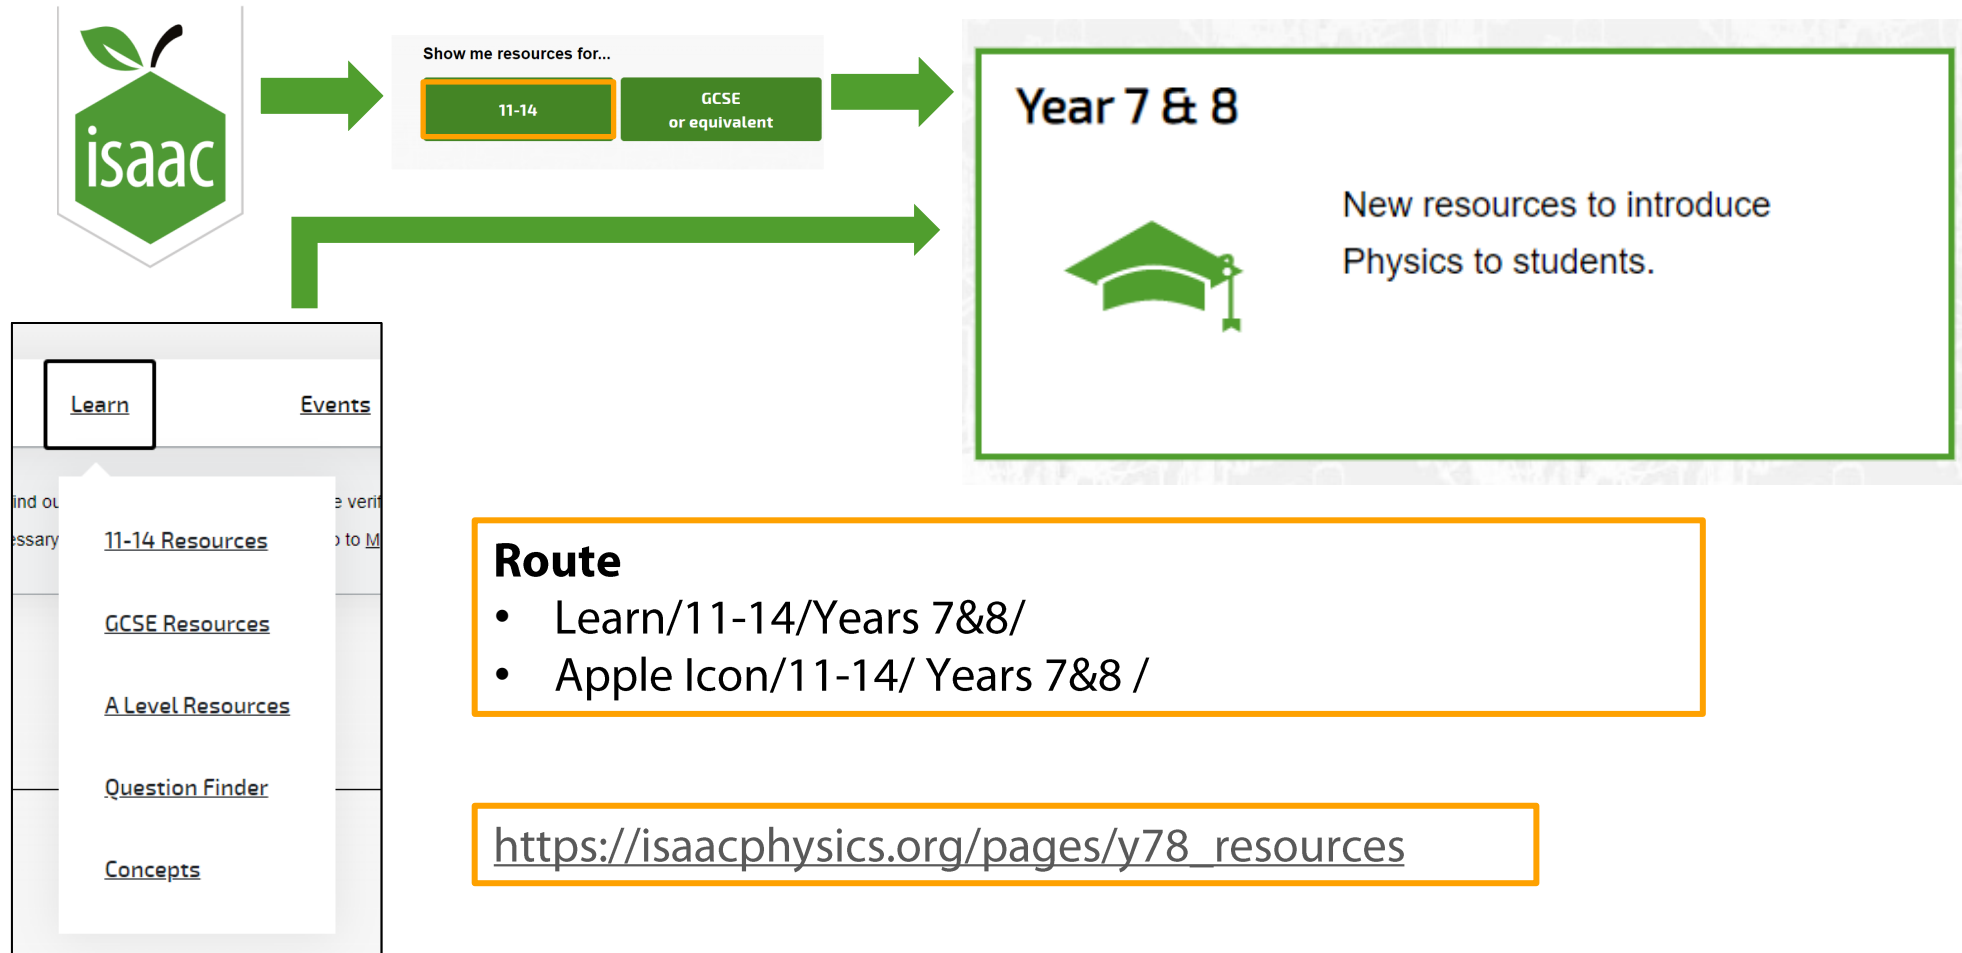 isaac
Show me resources for...
11-14
GCSE
or equivalent
Year 7 & 8
New resources to introduce
Physics to students.
Learn
Events
11-14 Resources
GCSE Resources
A Level Resources
Question Finder
Concepts
to M
Route
• Learn/11-14/Years 7&8/
• Apple Icon/11-14/ Years 7&8 /
https://isaacphysics.org/pages/y78_resources